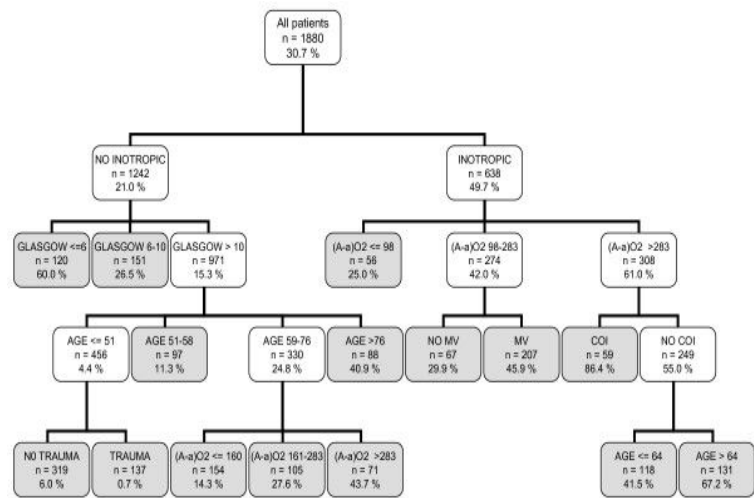 All patients
n = 1880
30.7 %
NO INOTROPIC
n = 1242
21.0 %
INOTROPIC
n = 638
49.7 %
GLASGOW <=6
n = 120
60.0 %
GLASGOW 6-10
n = 151
26.5 %
GLASGOW > 10
n = 971
15.3 %
(A-a)O2 <= 98
n = 56
25.0 %
(A-a)O2 98-283
n = 274
42.0 %
(A-a)O2 >283
n = 308
61.0 %
AGE <= 51
n = 456
4.4 %
AGE 51-58
n = 97
11.3 %
AGE 59-76
n = 330
24.8 %
AGE >76
n = 88
40.9 %
NO MV
n = 67
29.9 %
MV
n = 207
45.9 %
COI
n = 59
86.4 %
NO COI
n = 249
55.0 %
N0 TRAUMA
n = 319
6.0 %
TRAUMA
n = 137
0.7 %
(A-a)O2 <= 160
n = 154
14.3 %
(A-a)O2 161-283
n = 105
27.6 %
(A-a)O2 >283
n = 71
43.7 %
AGE <= 64
n = 118
41.5 %
AGE > 64
n = 131
67.2 %